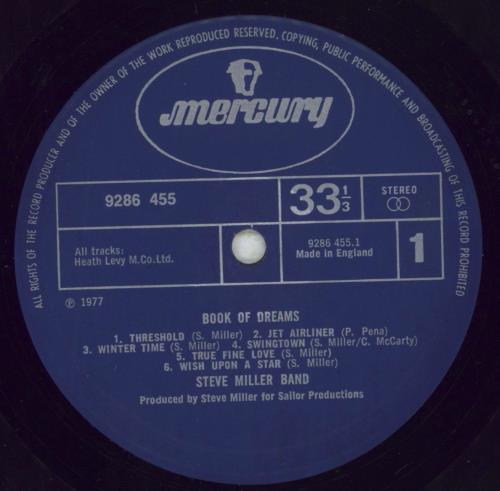 ALL RIGHTS OF THE RECORD PRODUCER AND OF THE OWNER OF THE WORK REPRODUCED RESERVED. COPYING, PUBLIC PERFORMANCE AND BROADCASTING OF THIS RECORD PROHIBITED
mercury
9286 455
33 1/3
STEREO
All tracks:
Heath Levy M.Co.Ltd.
9286 455.1
Made in England
1
℗ 1977
BOOK OF DREAMS
1. THRESHOLD (S. Miller) 2. JET AIRLINER (P. Pena)
3. WINTER TIME (S. Miller) 4. SWINGTOWN (S. Miller/C. McCarty)
5. TRUE FINE LOVE (S. Miller)
6. WISH UPON A STAR (S. Miller)
STEVE MILLER BAND
Produced by Steve Miller for Sailor Productions